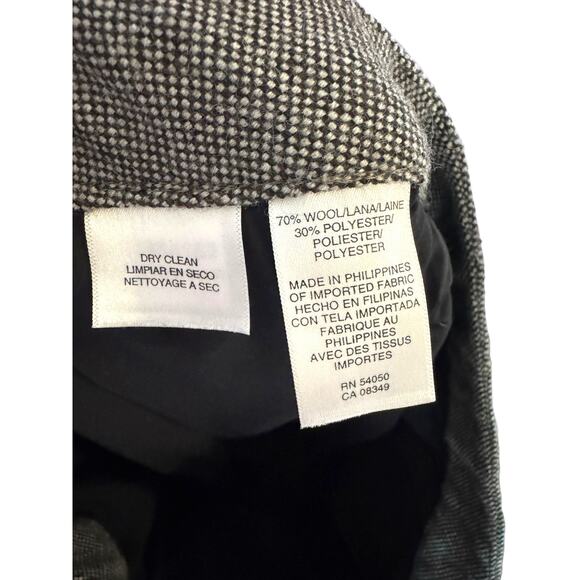 DRY CLEAN
LIMPIAR EN SECO
NETTOYAGE A SEC
70% WOOL/LANA/LAINE
30% POLYESTER/
POLIESTER/
POLYESTER
MADE IN PHILIPPINES
OF IMPORTED FABRIC
HECHO EN FILIPINAS
CON TELA IMPORTADA
FABRIQUE AU
PHILIPPINES
AVEC DES TISSUS
IMPORTES
RN 54050
CA 08349